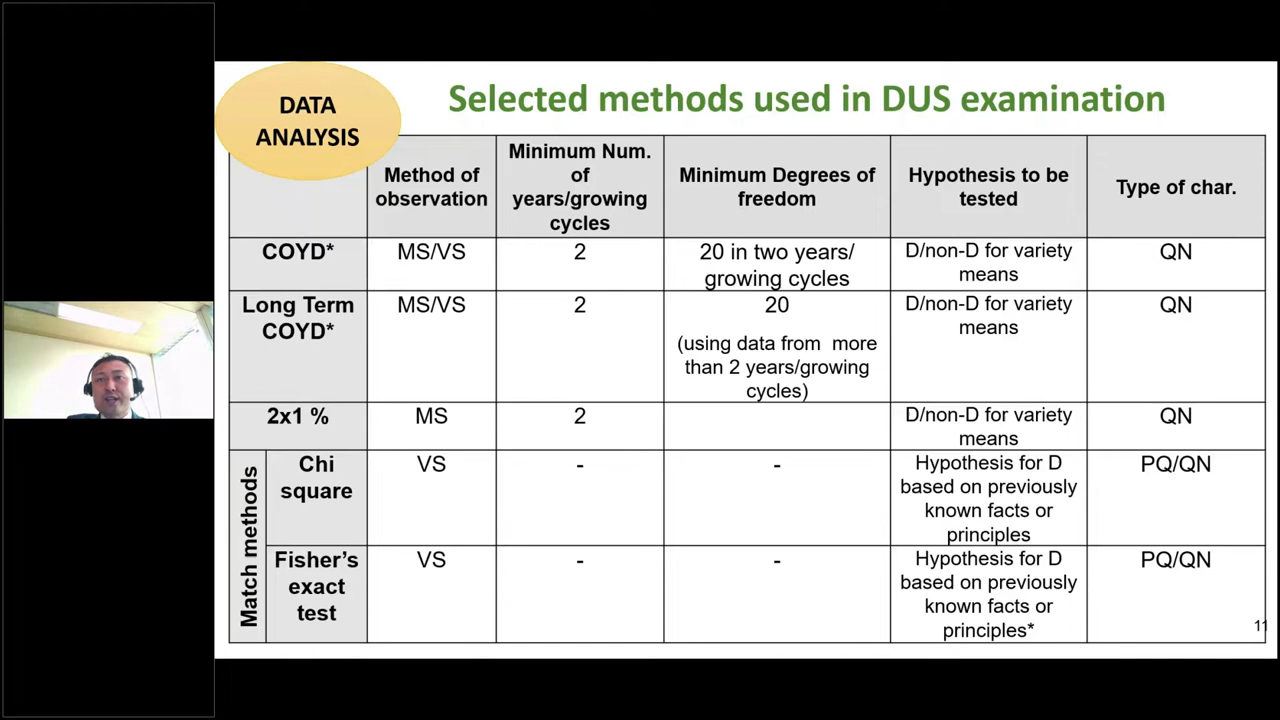 DATA
ANALYSIS
Selected methods used in DUS examination
Method of
observation
Minimum Num.
of
years/growing
cycles
Minimum Degrees of
freedom
Hypothesis to be
tested
Type of char.
COYD*
MS/VS
2
20 in two years/
growing cycles
D/non-D for variety
means
QN
Long Term
COYD*
MS/VS
2
20
(using data from more
than 2 years/growing
cycles)
D/non-D for variety
means
QN
2x1 %
MS
2
D/non-D for variety
means
QN
Match methods
Chi
square
VS
-
-
Hypothesis for D
based on previously
known facts or
principles
PQ/QN
Fisher's
exact
test
VS
-
-
Hypothesis for D
based on previously
known facts or
principles*
PQ/QN
11